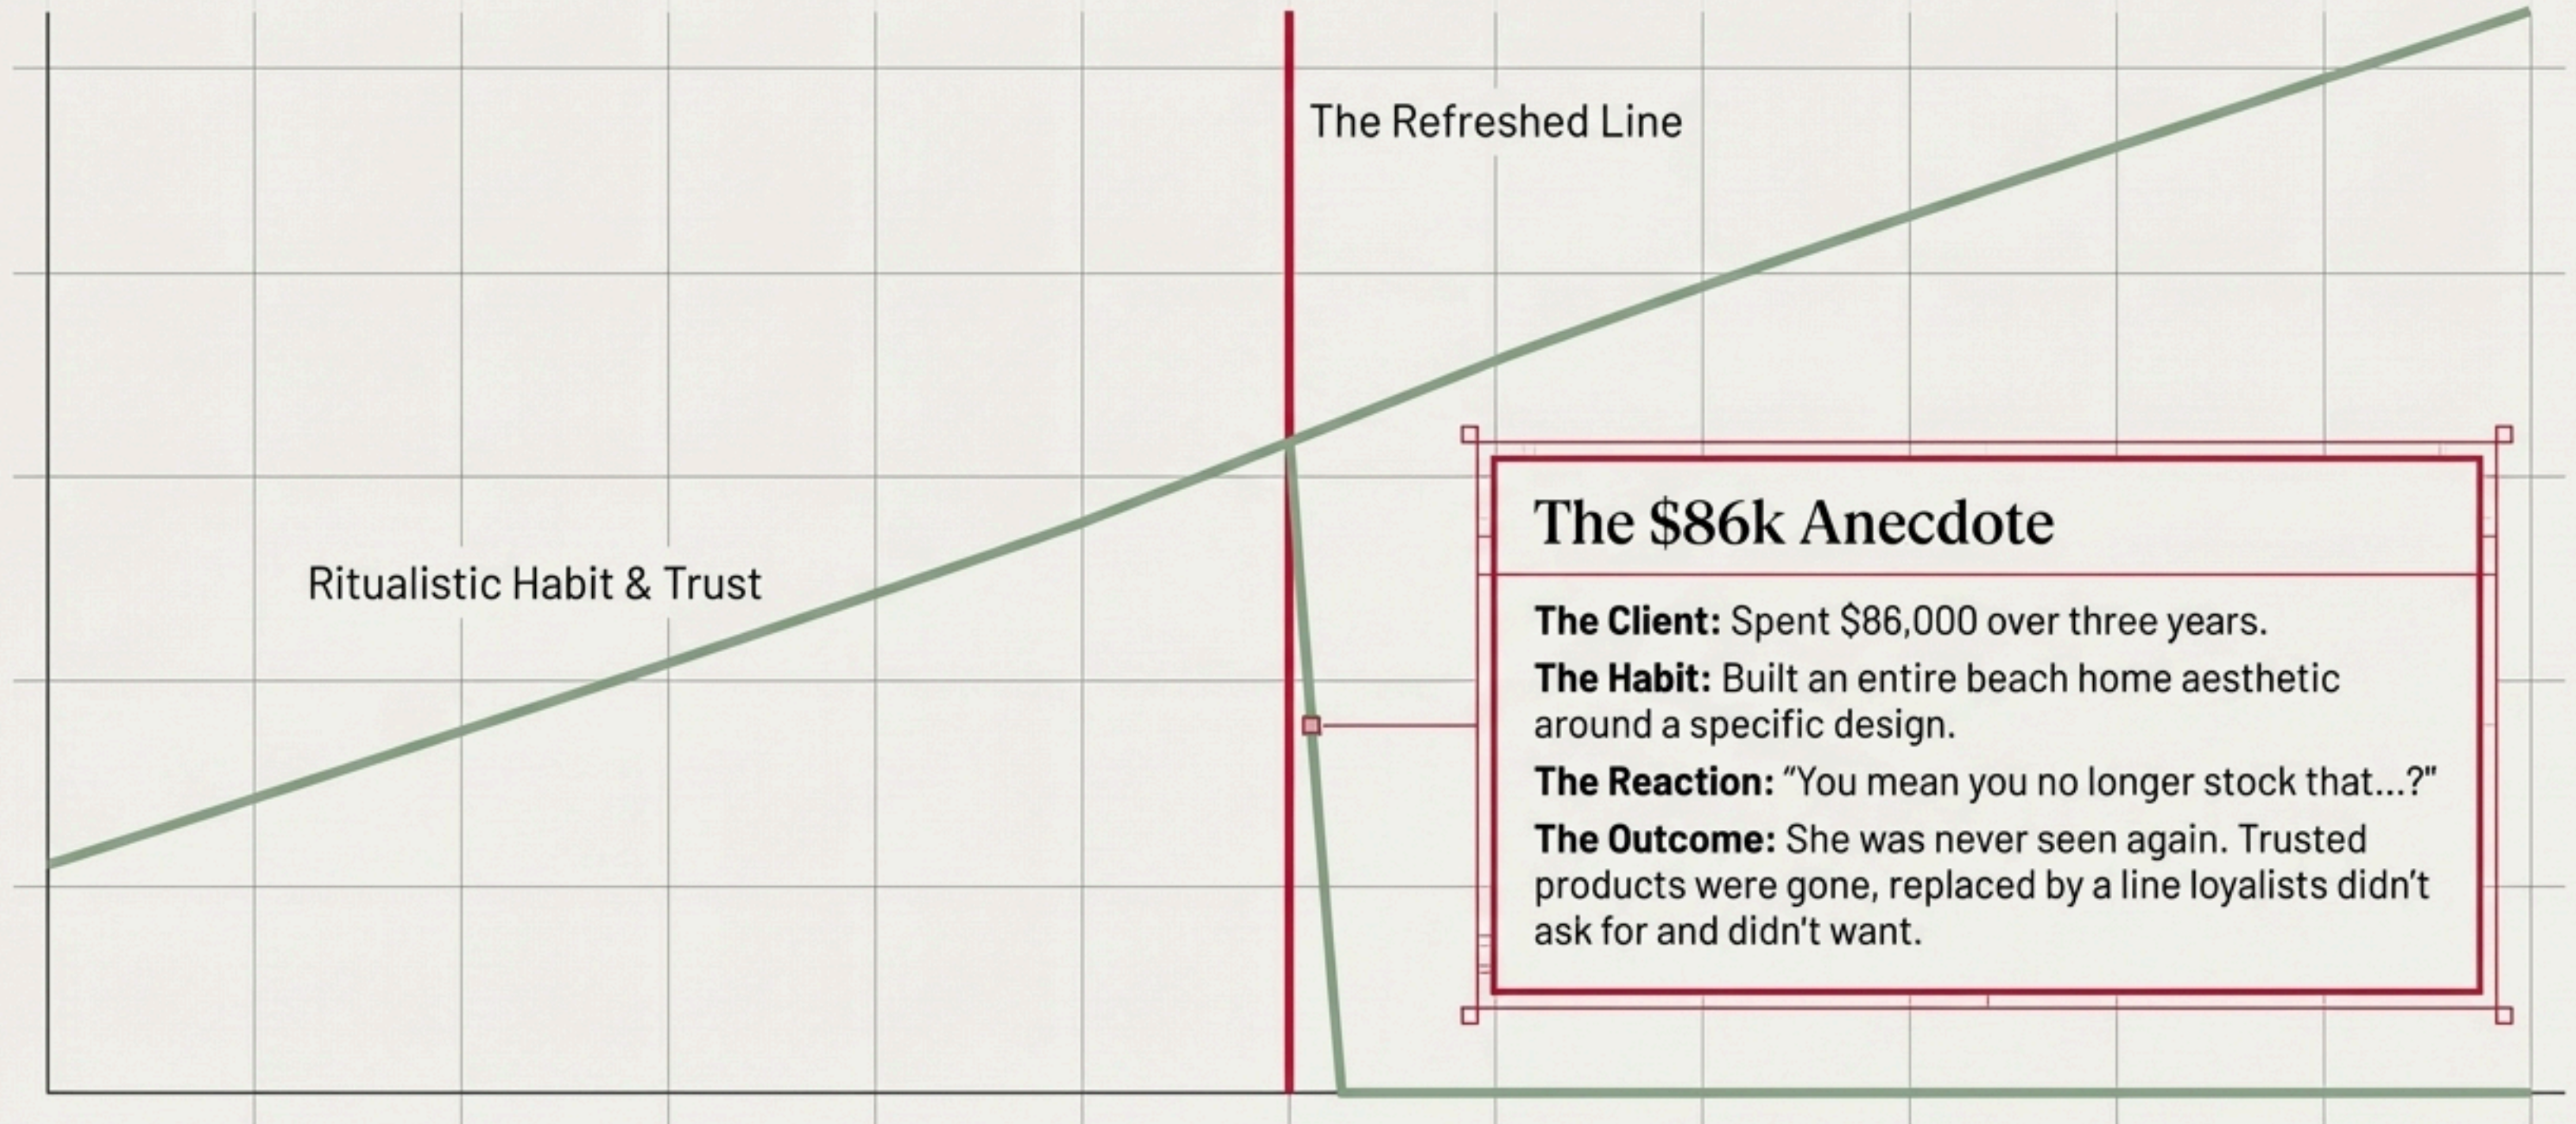 The Refreshed Line
Ritualistic Habit & Trust
The $86k Anecdote
The Client: Spent $86,000 over three years.
The Habit: Built an entire beach home aesthetic
around a specific design.
The Reaction: “You mean you no longer stock that...?”
The Outcome: She was never seen again. Trusted
products were gone, replaced by a line loyalists didn’t
ask for and didn’t want.